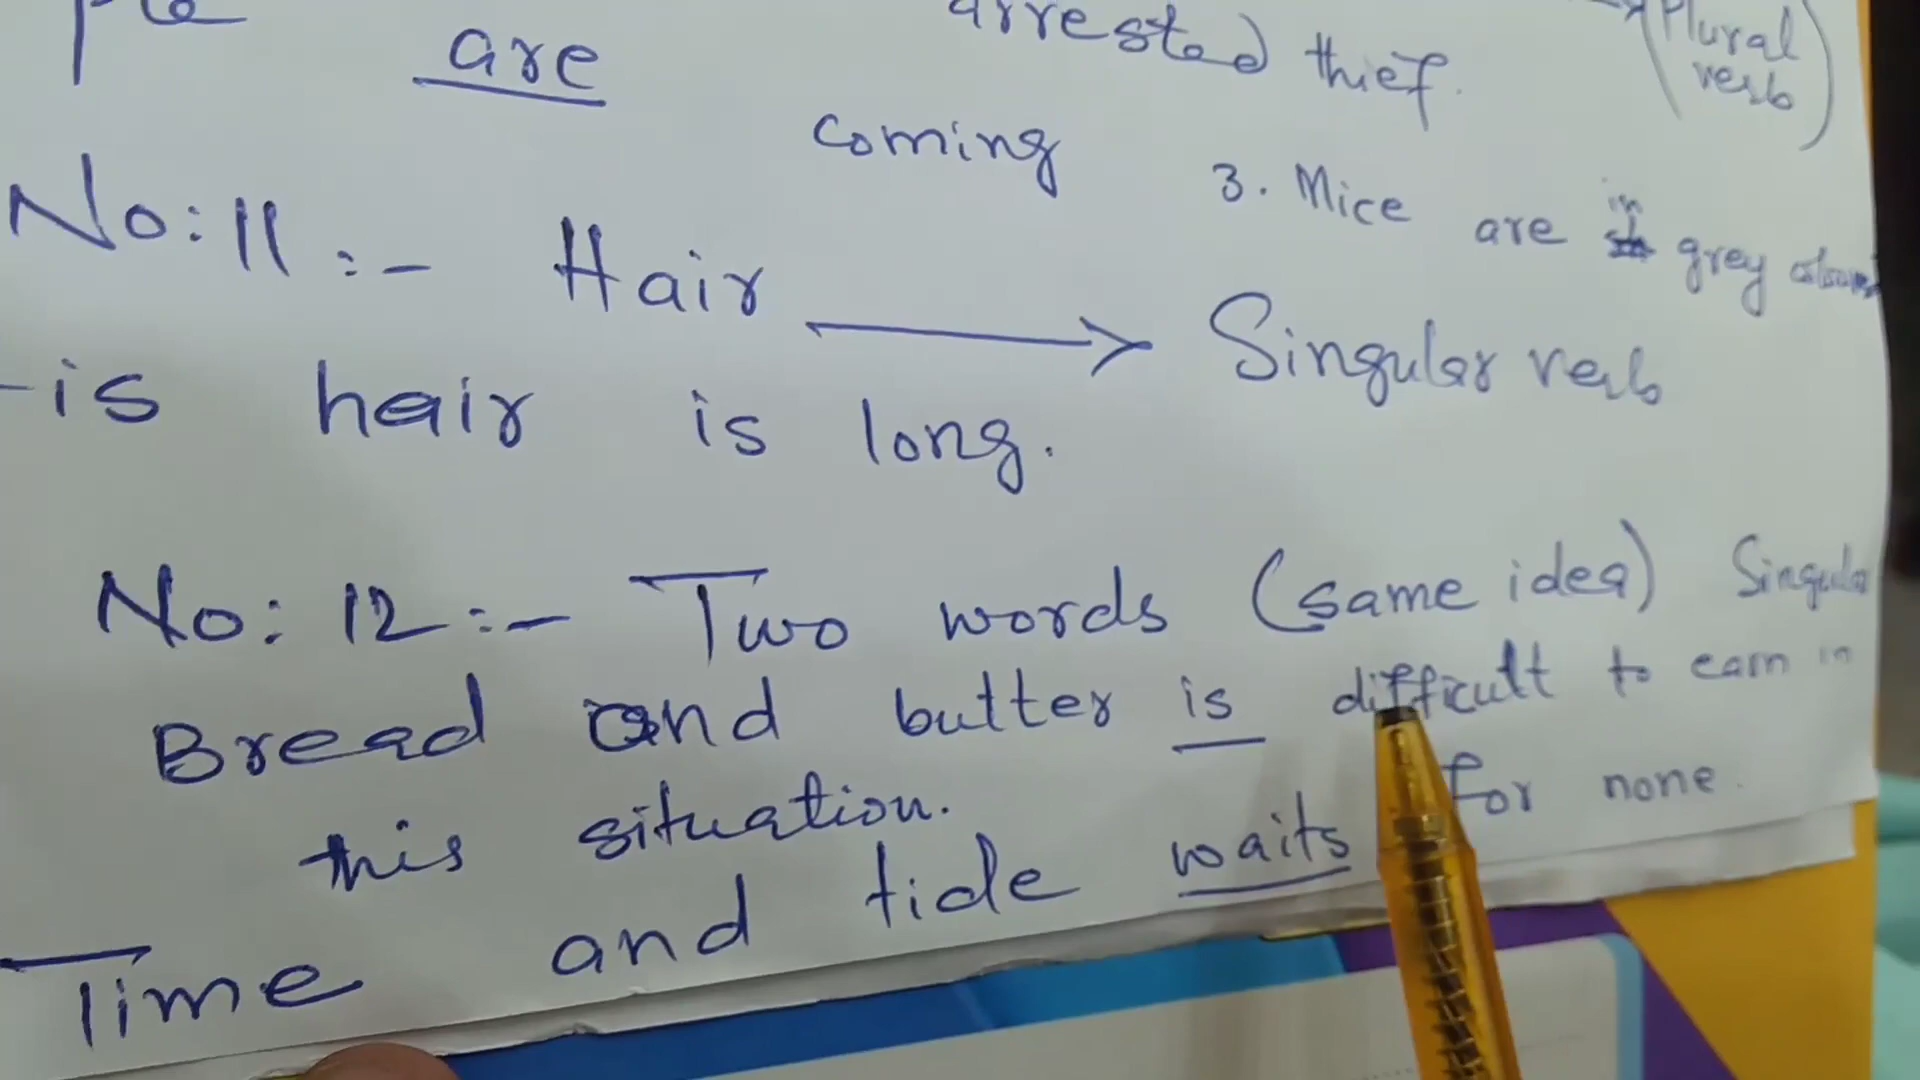 are
arrested thief.
(Plural
verb)
coming
3. Mice are in grey
No: 11 :- Hair → Singular verb
is hair is long.
No: 12 :- Two words (same idea) Singular
Bread and butter is difficult to earn in
this situation.
Time and tide waits for none.